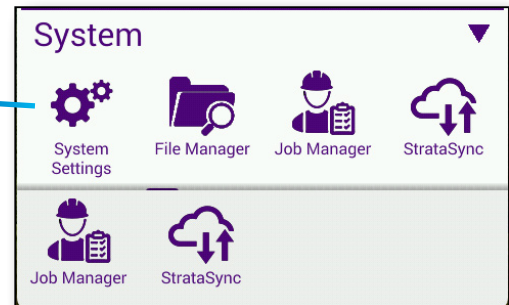 System
System Settings
File Manager
Job Manager
StrataSync
Job Manager
StrataSync